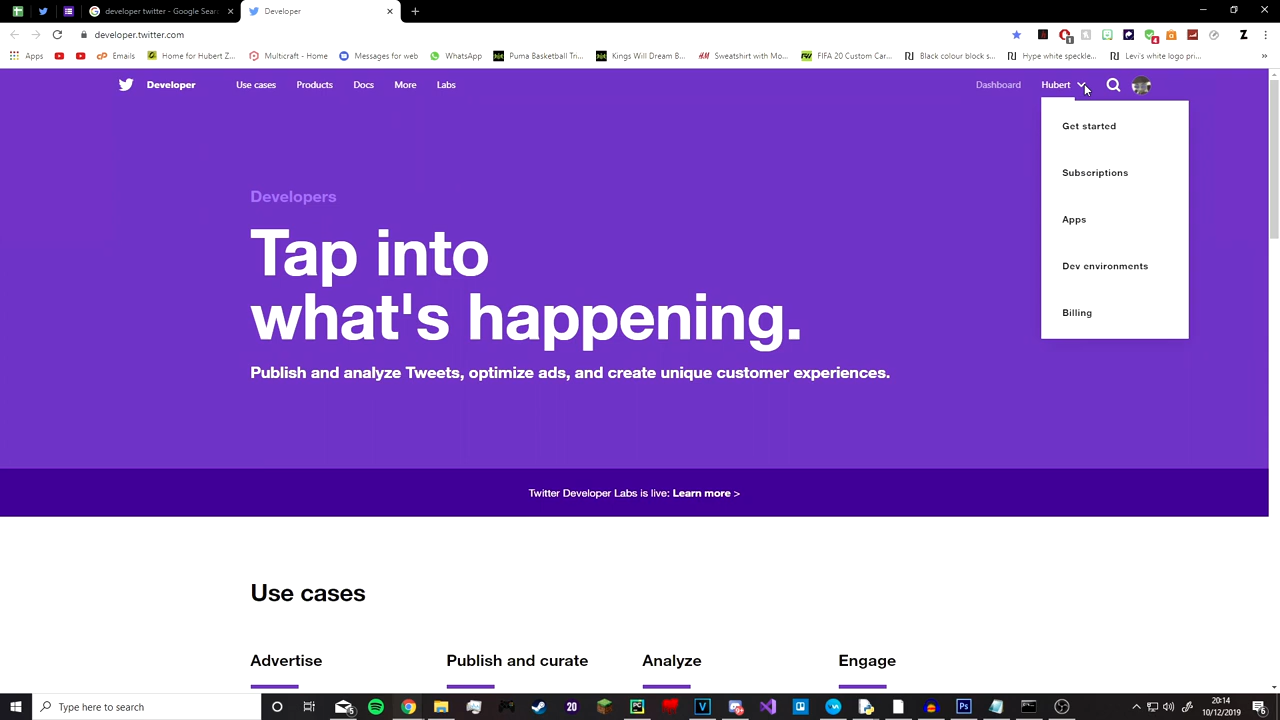 developer twitter - Google Sear
Developer
developer.twitter.com
Apps
Emails
Home for Hubert Z...
Multicraft - Home
Messages for web
WhatsApp
Puma Basketball Tri...
Kings Will Dream B...
Sweatshirt with Mo...
FIFA 20 Custom Car...
Black colour block s...
Hype white speckle...
Levi's white logo pri...
Developer
Use cases
Products
Docs
More
Labs
Dashboard
Hubert
Get started
Subscriptions
Apps
Dev environments
Billing
Developers
Tap into
what's happening.
Publish and analyze Tweets, optimize ads, and create unique customer experiences.
Twitter Developer Labs is live: Learn more >
Use cases
Advertise
Publish and curate
Analyze
Engage
Type here to search
20:14
10/12/2019